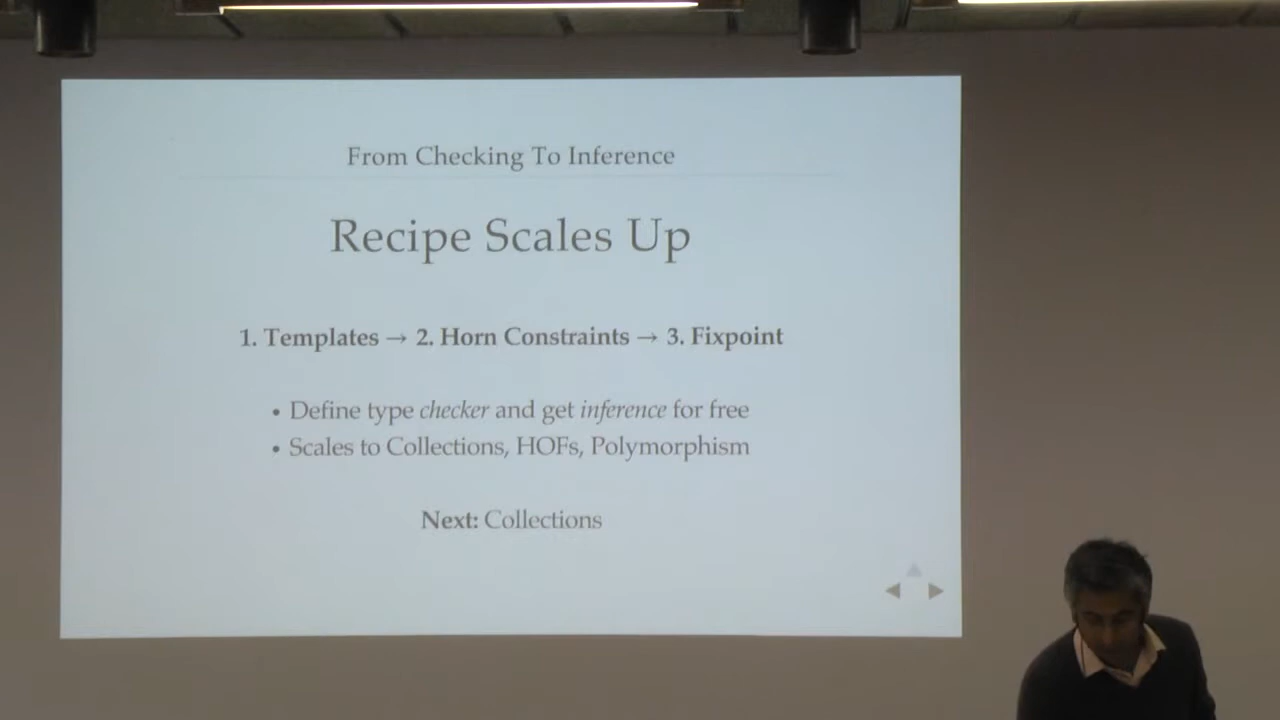 From Checking To Inference
Recipe Scales Up
1. Templates → 2. Horn Constraints → 3. Fixpoint
• Define type checker and get inference for free
• Scales to Collections, HOFs, Polymorphism
Next: Collections